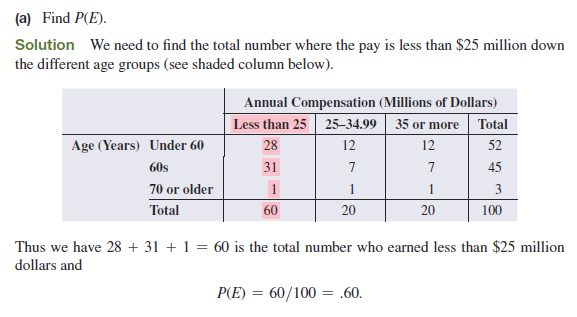 (a) Find P(E).
Solution We need to find the total number where the pay is less than $25 million down
the different age groups (see shaded column below).
Annual Compensation (Millions of Dollars)
Less than 25 25–34.99 35 or more Total
Age (Years) Under 60 28 12 12 52
60s 31 7 7 45
70 or older 1 1 1 3
Total 60 20 20 100
Thus we have 28 + 31 + 1 = 60 is the total number who earned less than $25 million
dollars and
P(E) = 60/100 = .60.